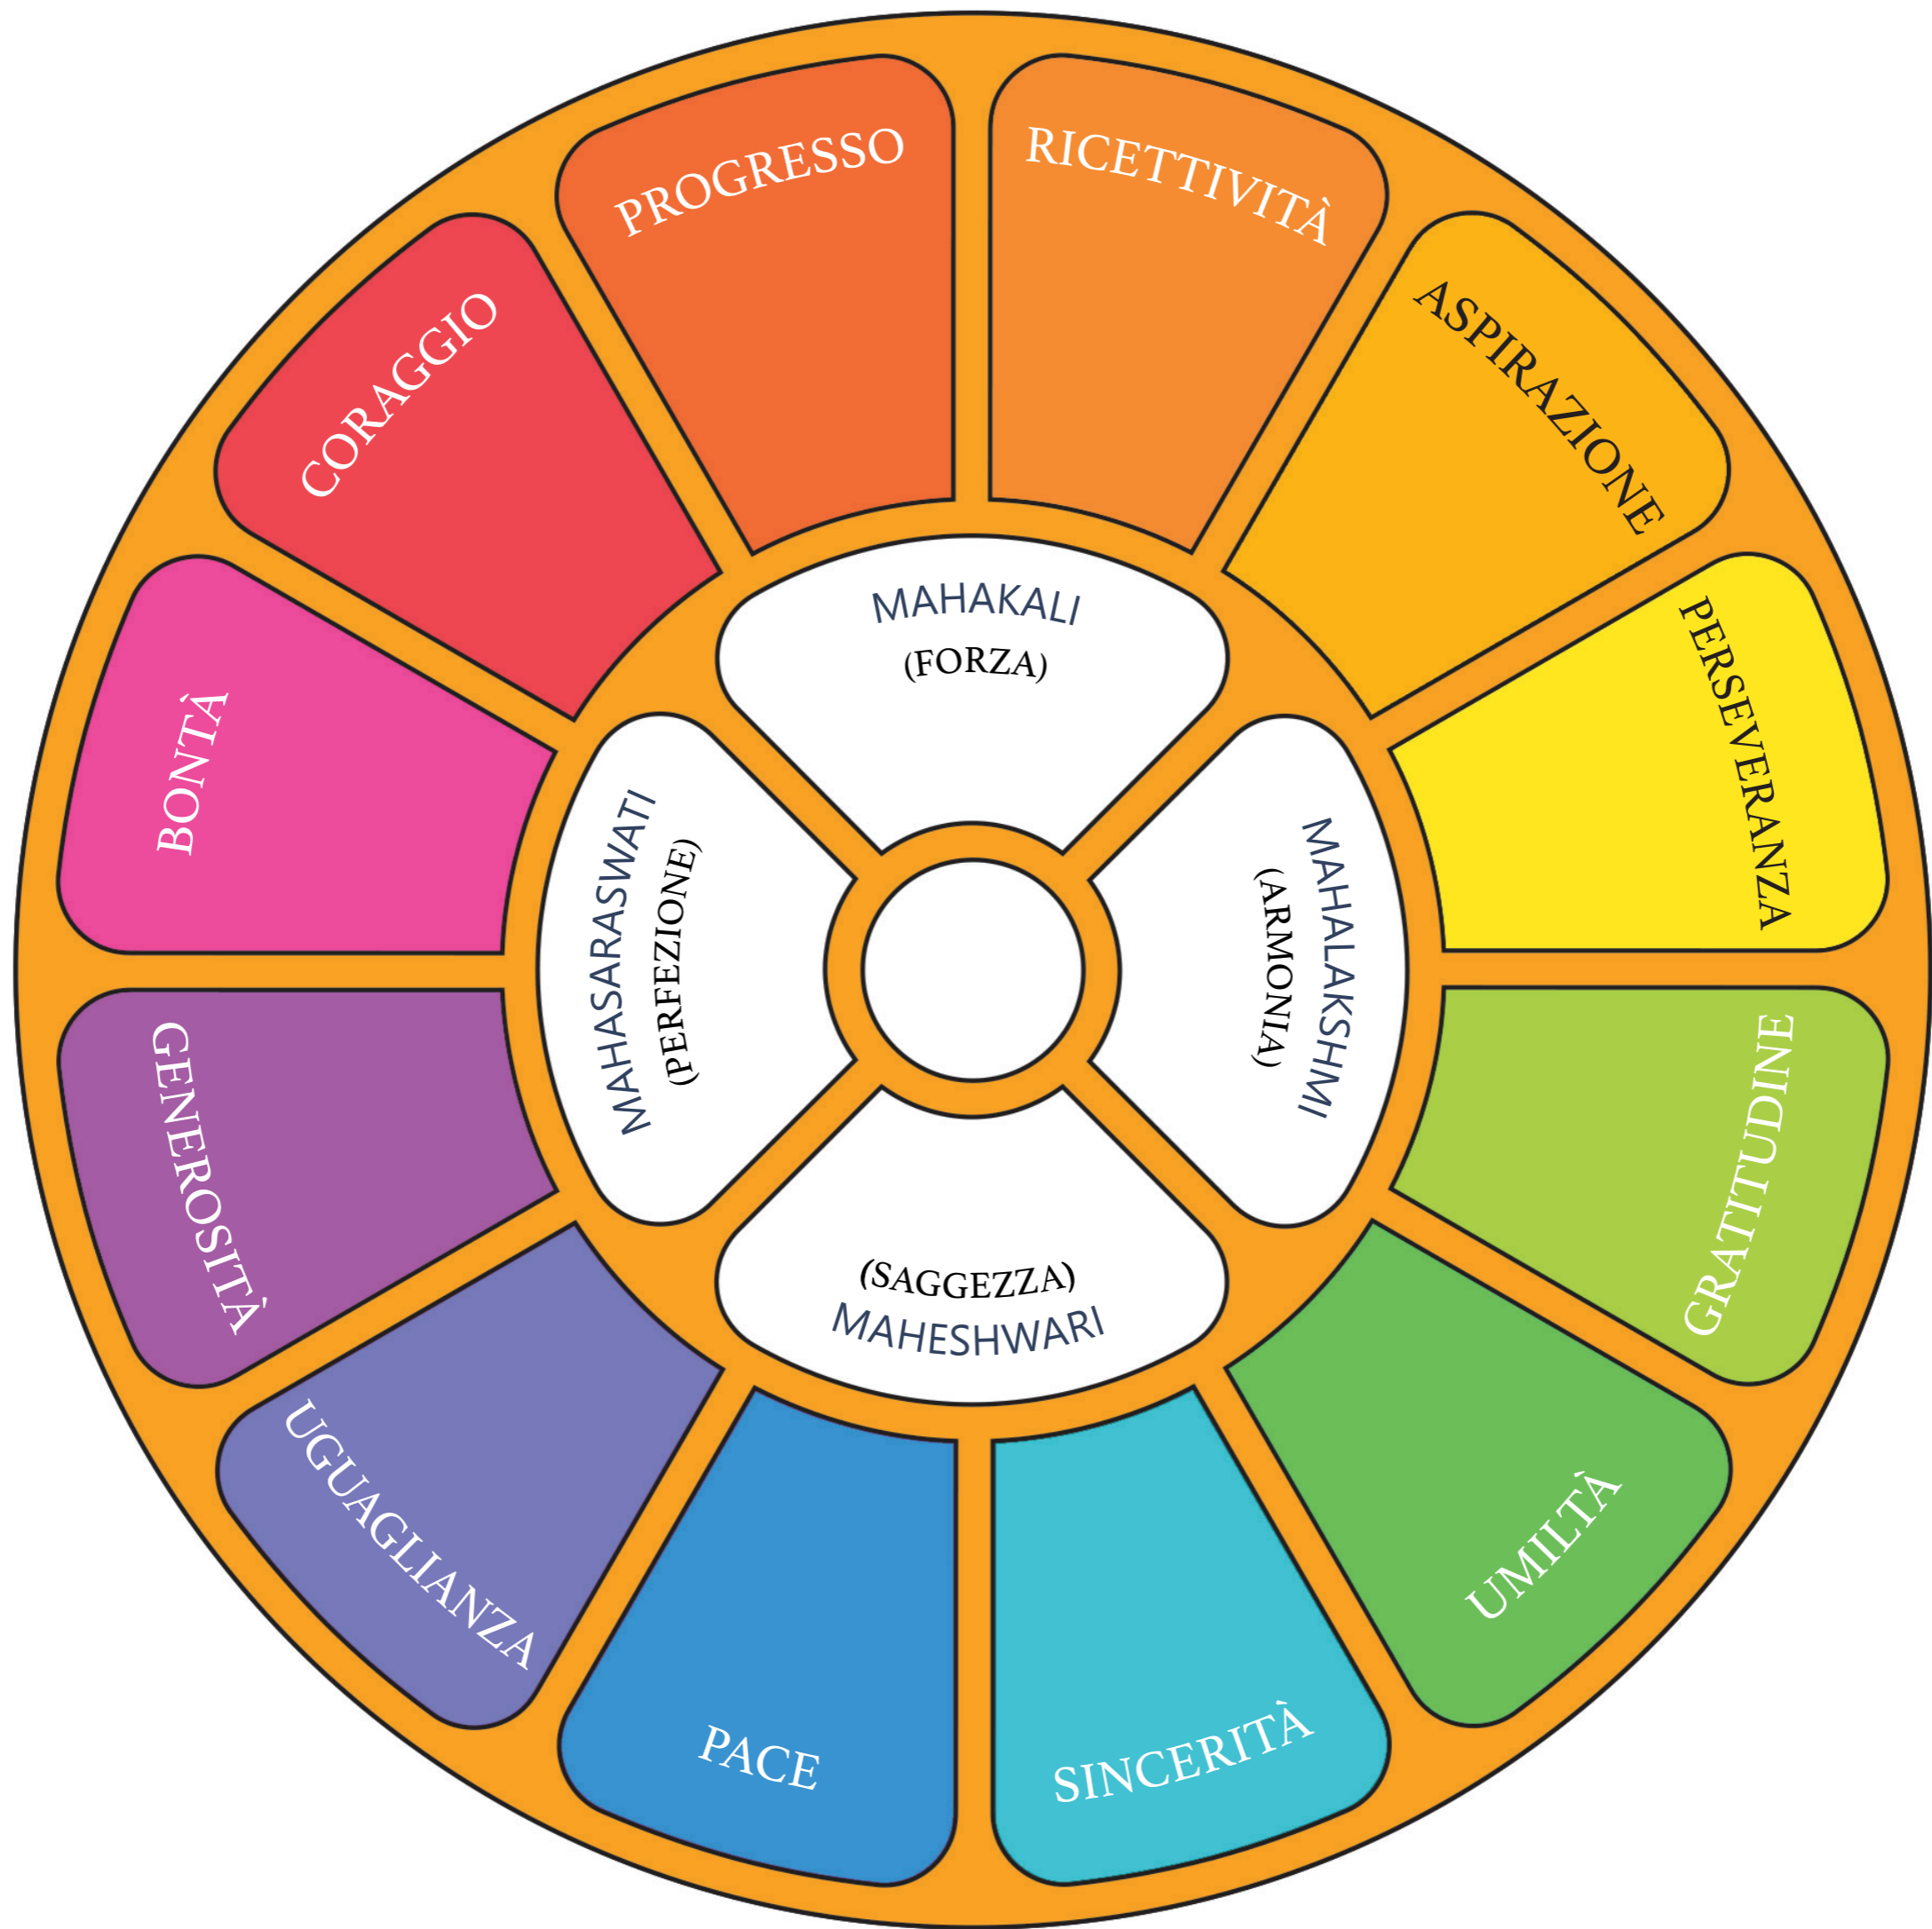 PROGRESSO
RICETTIVITÀ
ASPIRAZIONE
PERSEVERANZA
GRATITUDINE
UMILTÀ
SINCERITÀ
PACE
UGUAGLIANZA
GENEROSITÀ
BONTÀ
CORAGGIO
MAHAKALI
(FORZA)
MAHALAKSHMI
(ARMONIA)
(SAGGEZZA)
MAHESHWARI
MAHASARASWATI
(PERFEZIONE)